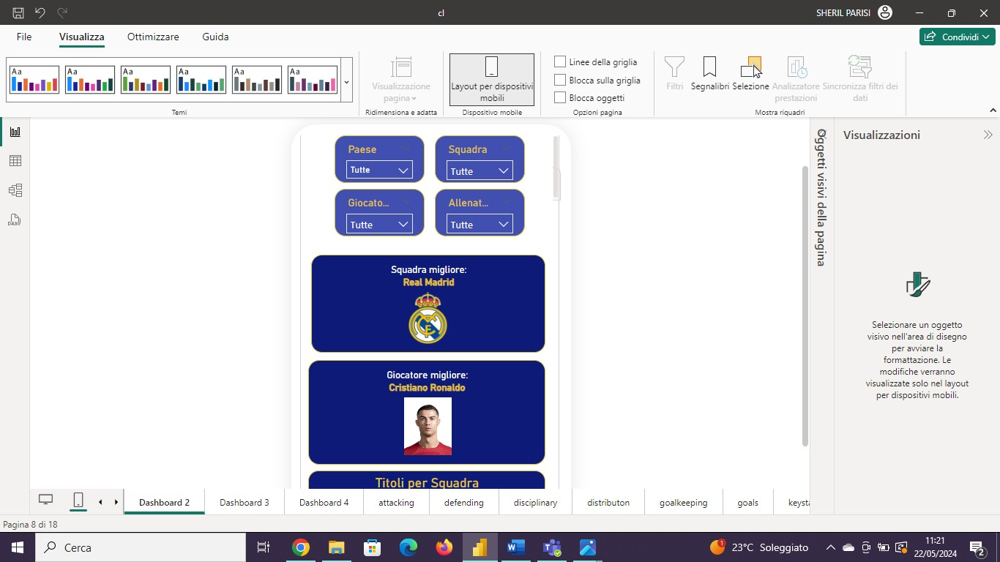 cl
SHERIL PARISI
File
Visualizza
Ottimizzare
Guida
Condividi
Aa
Aa
Aa
Aa
Aa
Aa
Temi
Visualizzazione
pagina
Ridimensiona e adatta
Layout per dispositivi
mobili
Dispositivo mobile
Linee della griglia
Blocca sulla griglia
Blocca oggetti
Opzioni pagina
Filtri
Segnalibri
Selezione
Analizzatore
prestazioni
Sincronizza filtri dei
dati
Mostra riquadri
Paese
Tutte
Squadra
Tutte
Giocato...
Tutte
Allenat...
Tutte
Squadra migliore:
Real Madrid
Giocatore migliore:
Cristiano Ronaldo
Titoli per Squadra
Oggetti visivi della pagina
Visualizzazioni
Selezionare un oggetto
visivo nell'area di disegno
per avviare la
formattazione. Le
modifiche verranno
visualizzate solo nel layout
per dispositivi mobili.
DAX
Dashboard 2
Dashboard 3
Dashboard 4
attacking
defending
disciplinary
distributon
goalkeeping
goals
keysta
Pagina 8 di 18
Cerca
1
23°C Soleggiato
11:21
22/05/2024
2